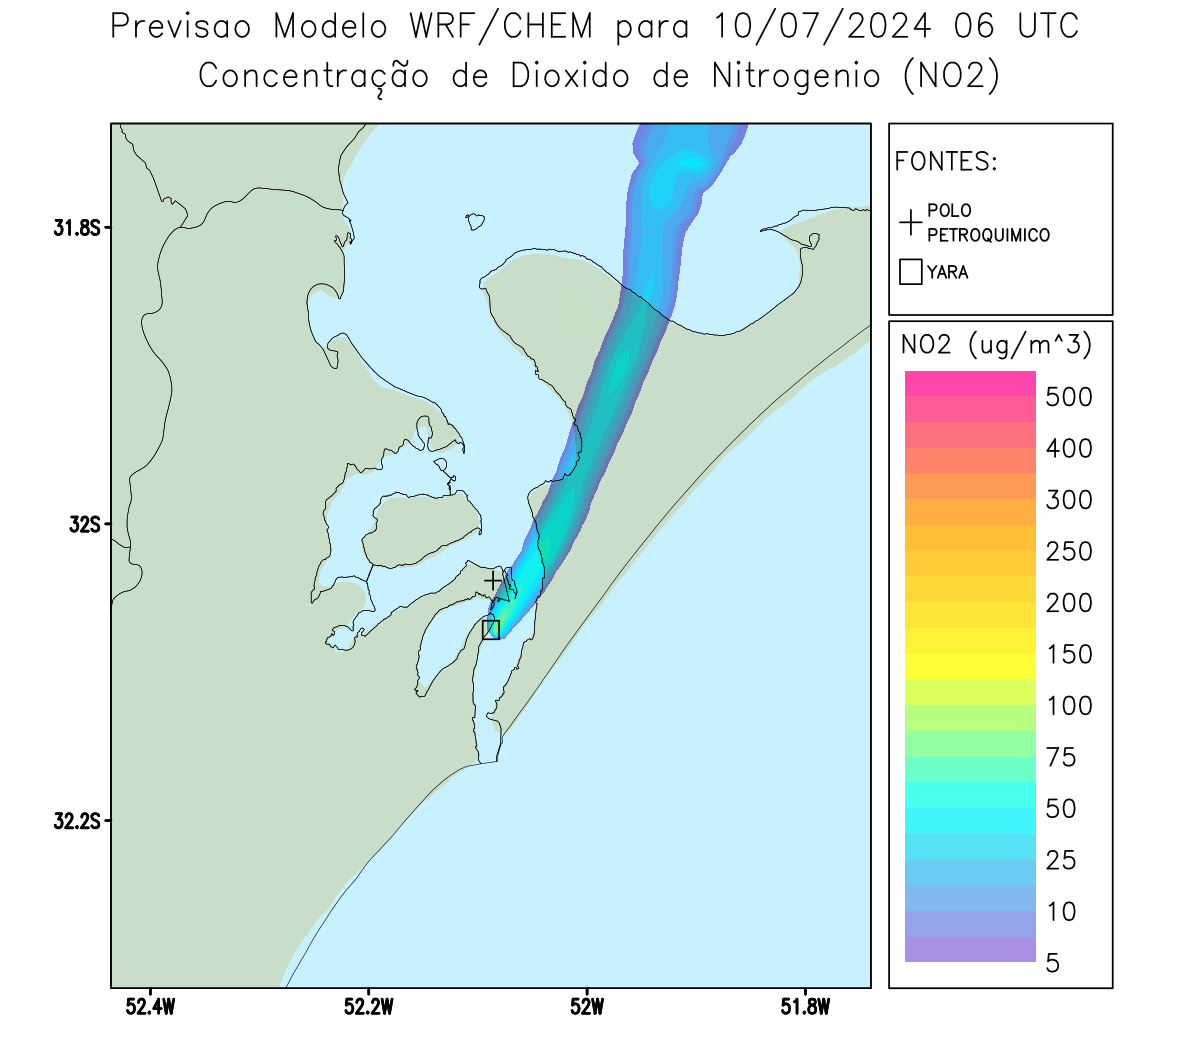 Previsao Modelo WRF/CHEM para 10/07/2024 06 UTC
Concentração de Dioxido de Nitrogenio (NO2)
FONTES:
POLO
PETROQUIMICO
YARA
NO2 (ug/m^3)
500
400
300
250
200
150
100
75
50
25
10
5
31.8S
32S
32.2S
52.4W
52.2W
52W
51.8W